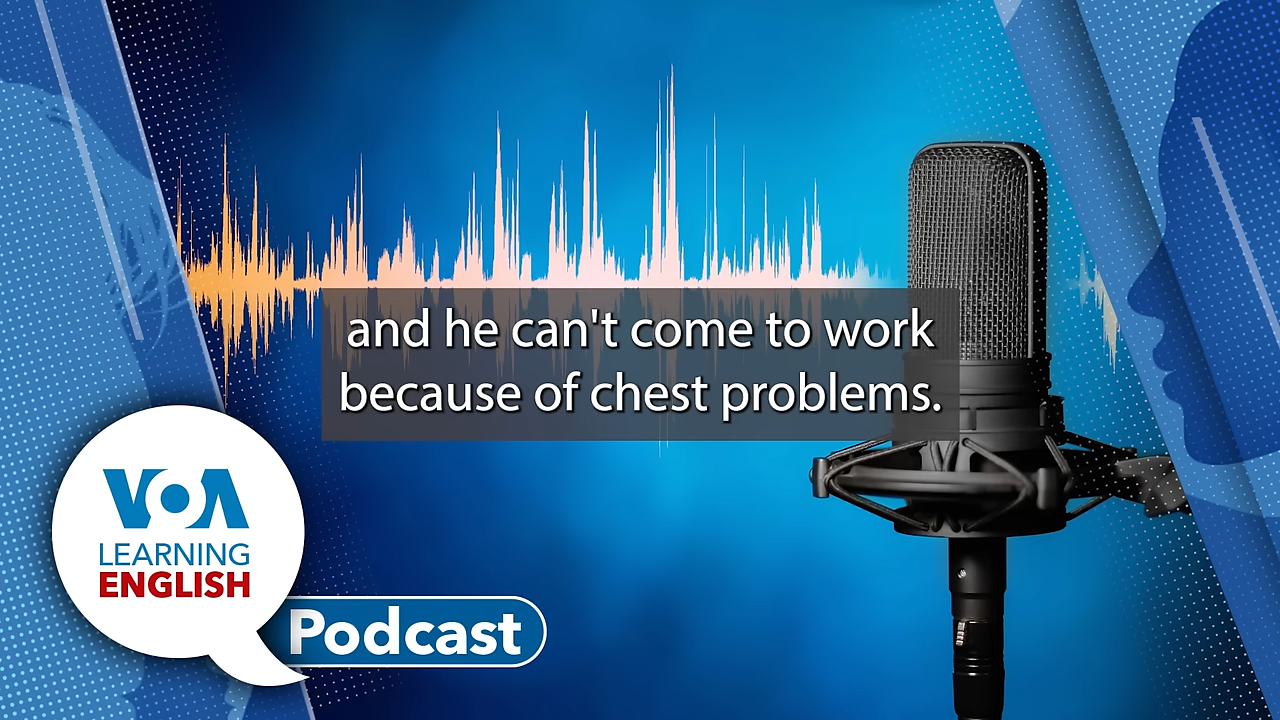 and he can't come to work
because of chest problems.
VOA
LEARNING
ENGLISH
Podcast